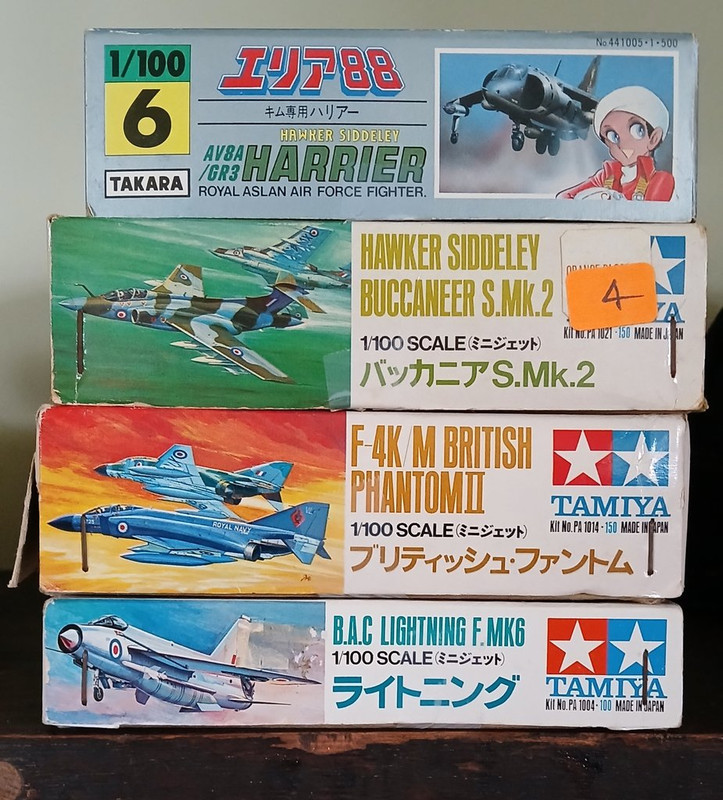 1/100
6
TAKARA
エリア88
キム専用ハリアー
HAWKER SIDDELEY
AV8A
/GR3 HARRIER
ROYAL ASLAN AIR FORCE FIGHTER.
No.441005・1・500
HAWKER SIDDELEY
BUCCANEER S.Mk.2
1/100 SCALE (ミニジェット)
バッカニア S.Mk.2
4
Kit No. PA 1021・150 MADE IN JAPAN
F-4K/M BRITISH
PHANTOM II
1/100 SCALE (ミニジェット)
ブリティッシュ・ファントム
ROYAL NAVY
TAMIYA
Kit No. PA 1014・150 MADE IN JAPAN
B.A.C LIGHTNING F.MK6
1/100 SCALE (ミニジェット)
ライトニング
TAMIYA
Kit No. PA 1004・100 MADE IN JAPAN